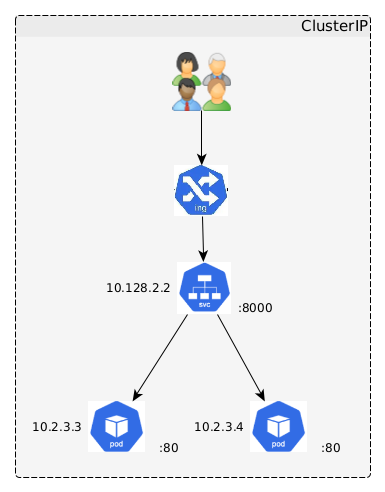 ClusterIP
ing
10.128.2.2
svc
:8000
10.2.3.3
pod
:80
10.2.3.4
pod
:80